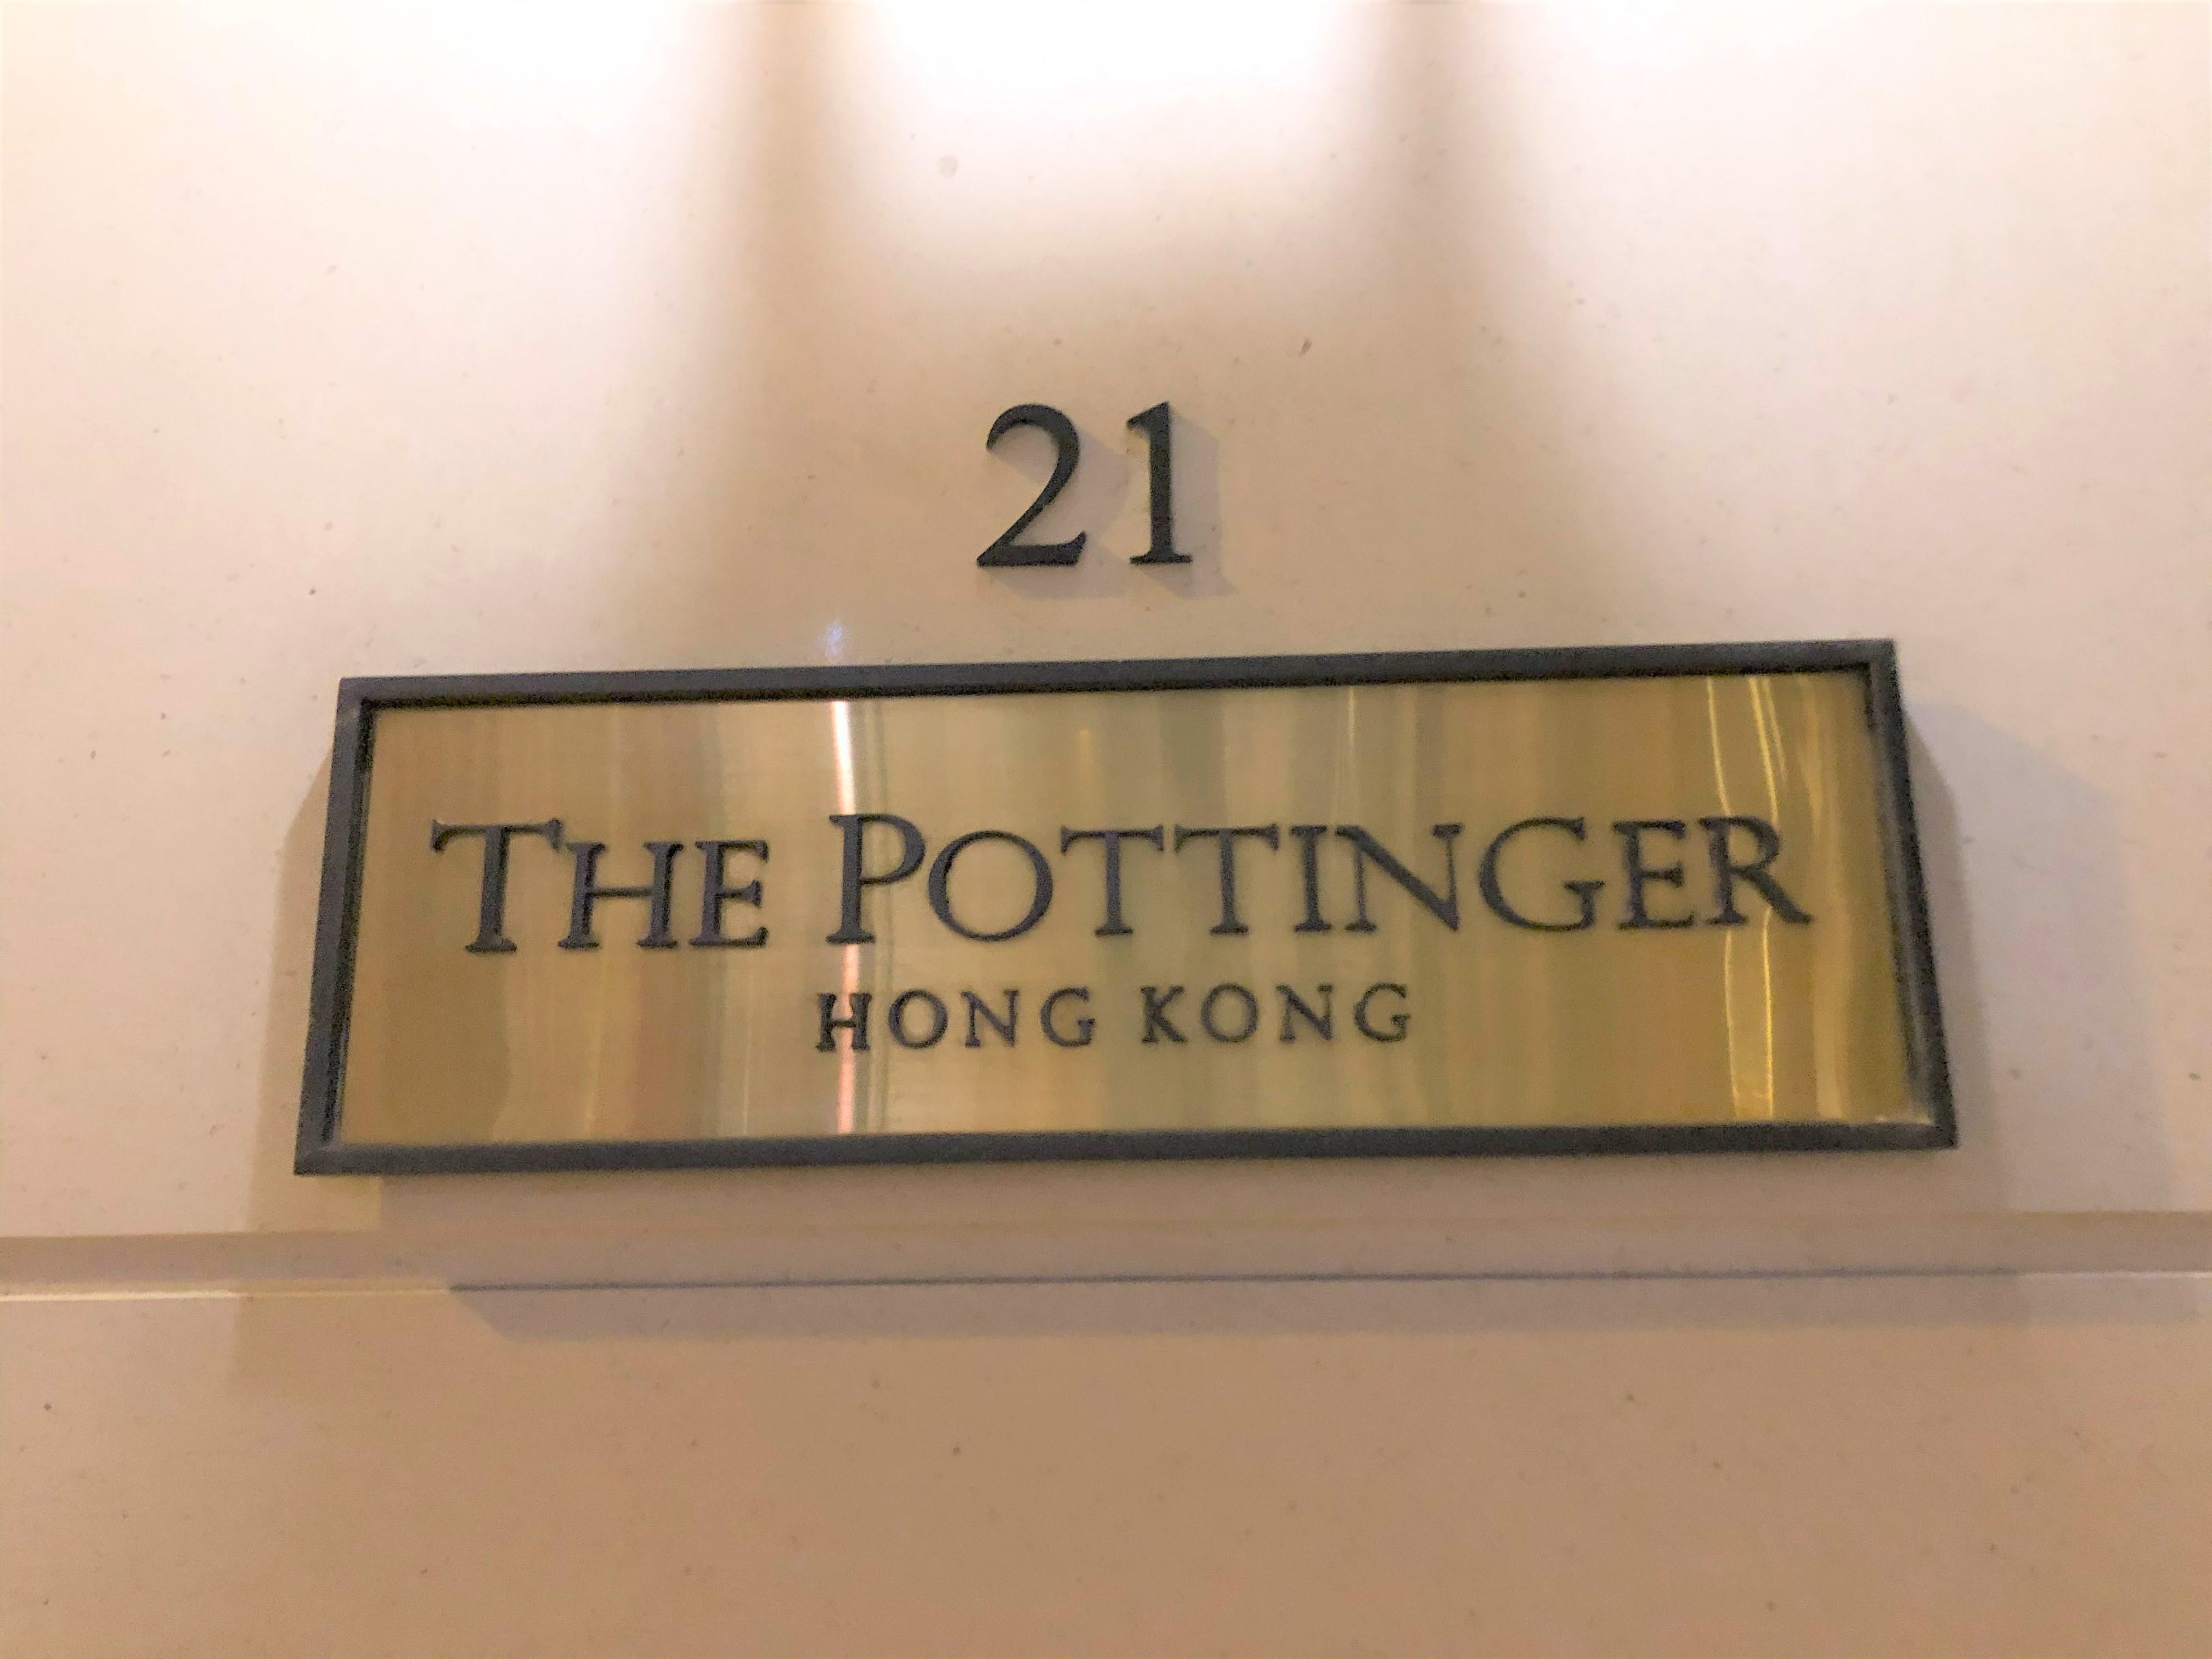 21
THE POTTINGER
HONG KONG